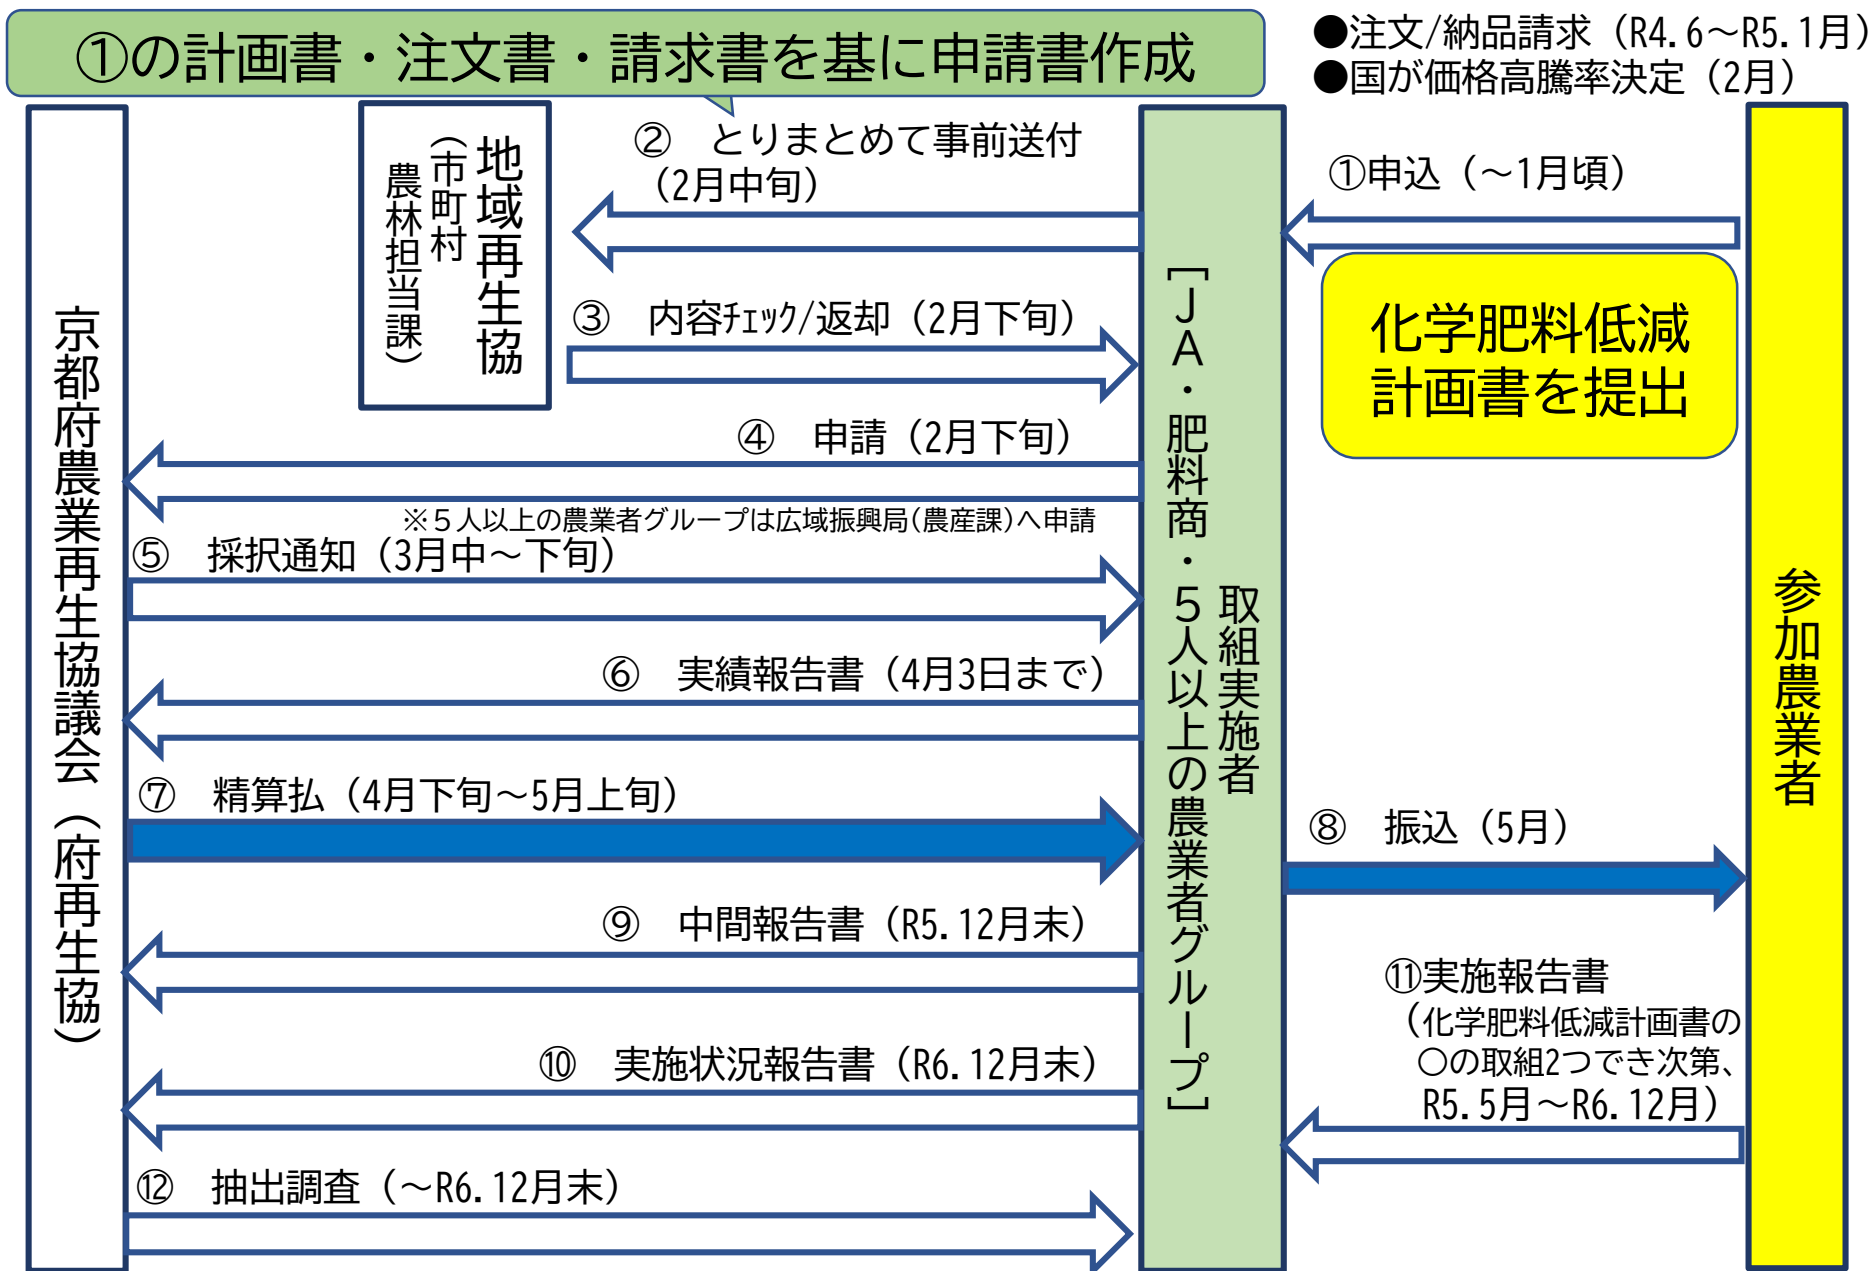 ①の計画書・注文書・請求書を基に申請書作成
●注文/納品請求（R4.6～R5.1月）
●国が価格高騰率決定（2月）
京都府農業再生協議会（府再生協）
地域再生協
（市町村
農林担当課）
取組実施者
［ＪＡ・肥料商・５人以上の農業者グループ］
参加農業者
①申込（～1月頃）
化学肥料低減
計画書を提出
②　とりまとめて事前送付
（2月中旬）
③　内容ﾁｪｯｸ/返却（2月下旬）
④　申請（2月下旬）
※５人以上の農業者グループは広域振興局(農産課)へ申請
⑤　採択通知（3月中～下旬）
⑥　実績報告書（4月3日まで）
⑦　精算払（4月下旬～5月上旬）
⑧　振込（5月）
⑨　中間報告書（R5.12月末）
⑩　実施状況報告書（R6.12月末）
⑪実施報告書
（化学肥料低減計画書の
〇の取組2つでき次第、
R5.5月～R6.12月）
⑫　抽出調査（～R6.12月末）